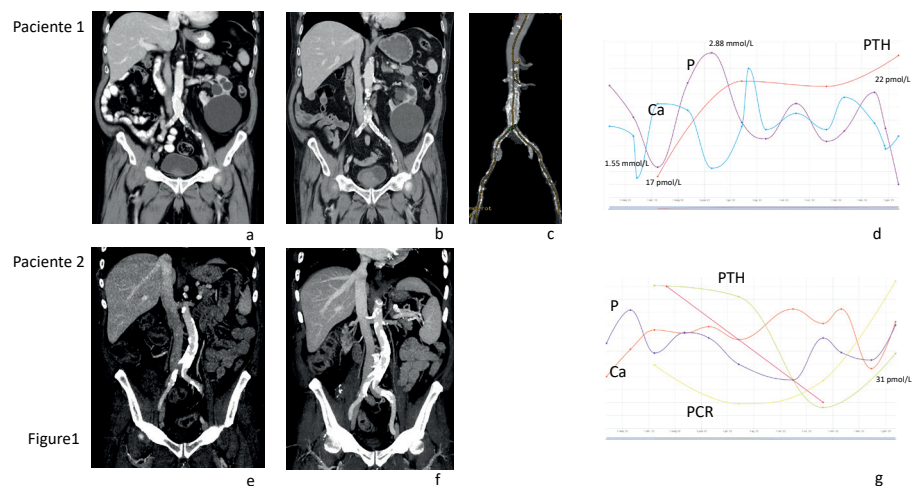 Paciente 1
a
b
c
2.88 mmol/L
PTH
P
22 pmol/L
Ca
1.55 mmol/L
17 pmol/L
d
Paciente 2
PTH
P
Ca
31 pmol/L
PCR
Figure1
e
f
g